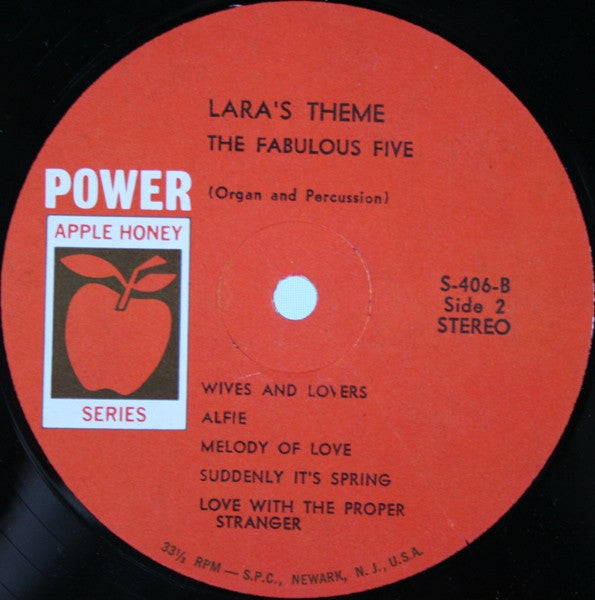 LARA'S THEME
THE FABULOUS FIVE
(Organ and Percussion)
POWER
APPLE HONEY
SERIES
S-406-B
Side 2
STEREO
WIVES AND LOVERS
ALFIE
MELODY OF LOVE
SUDDENLY IT'S SPRING
LOVE WITH THE PROPER
STRANGER
33⅓ RPM — S.P.C., NEWARK, N. J., U.S.A.